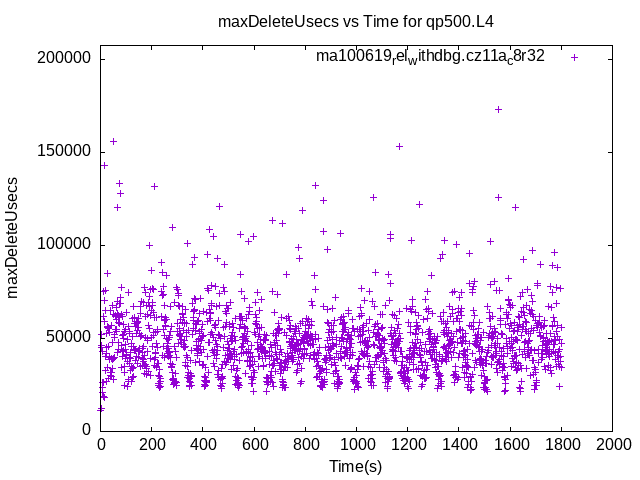 maxDeleteUsecs vs Time for qp500.L4
ma100619relwithdbg.cz11ac8r32
200000
150000
100000
50000
0
maxDeleteUsecs
0 200 400 600 800 1000 1200 1400 1600 1800 2000
Time(s)